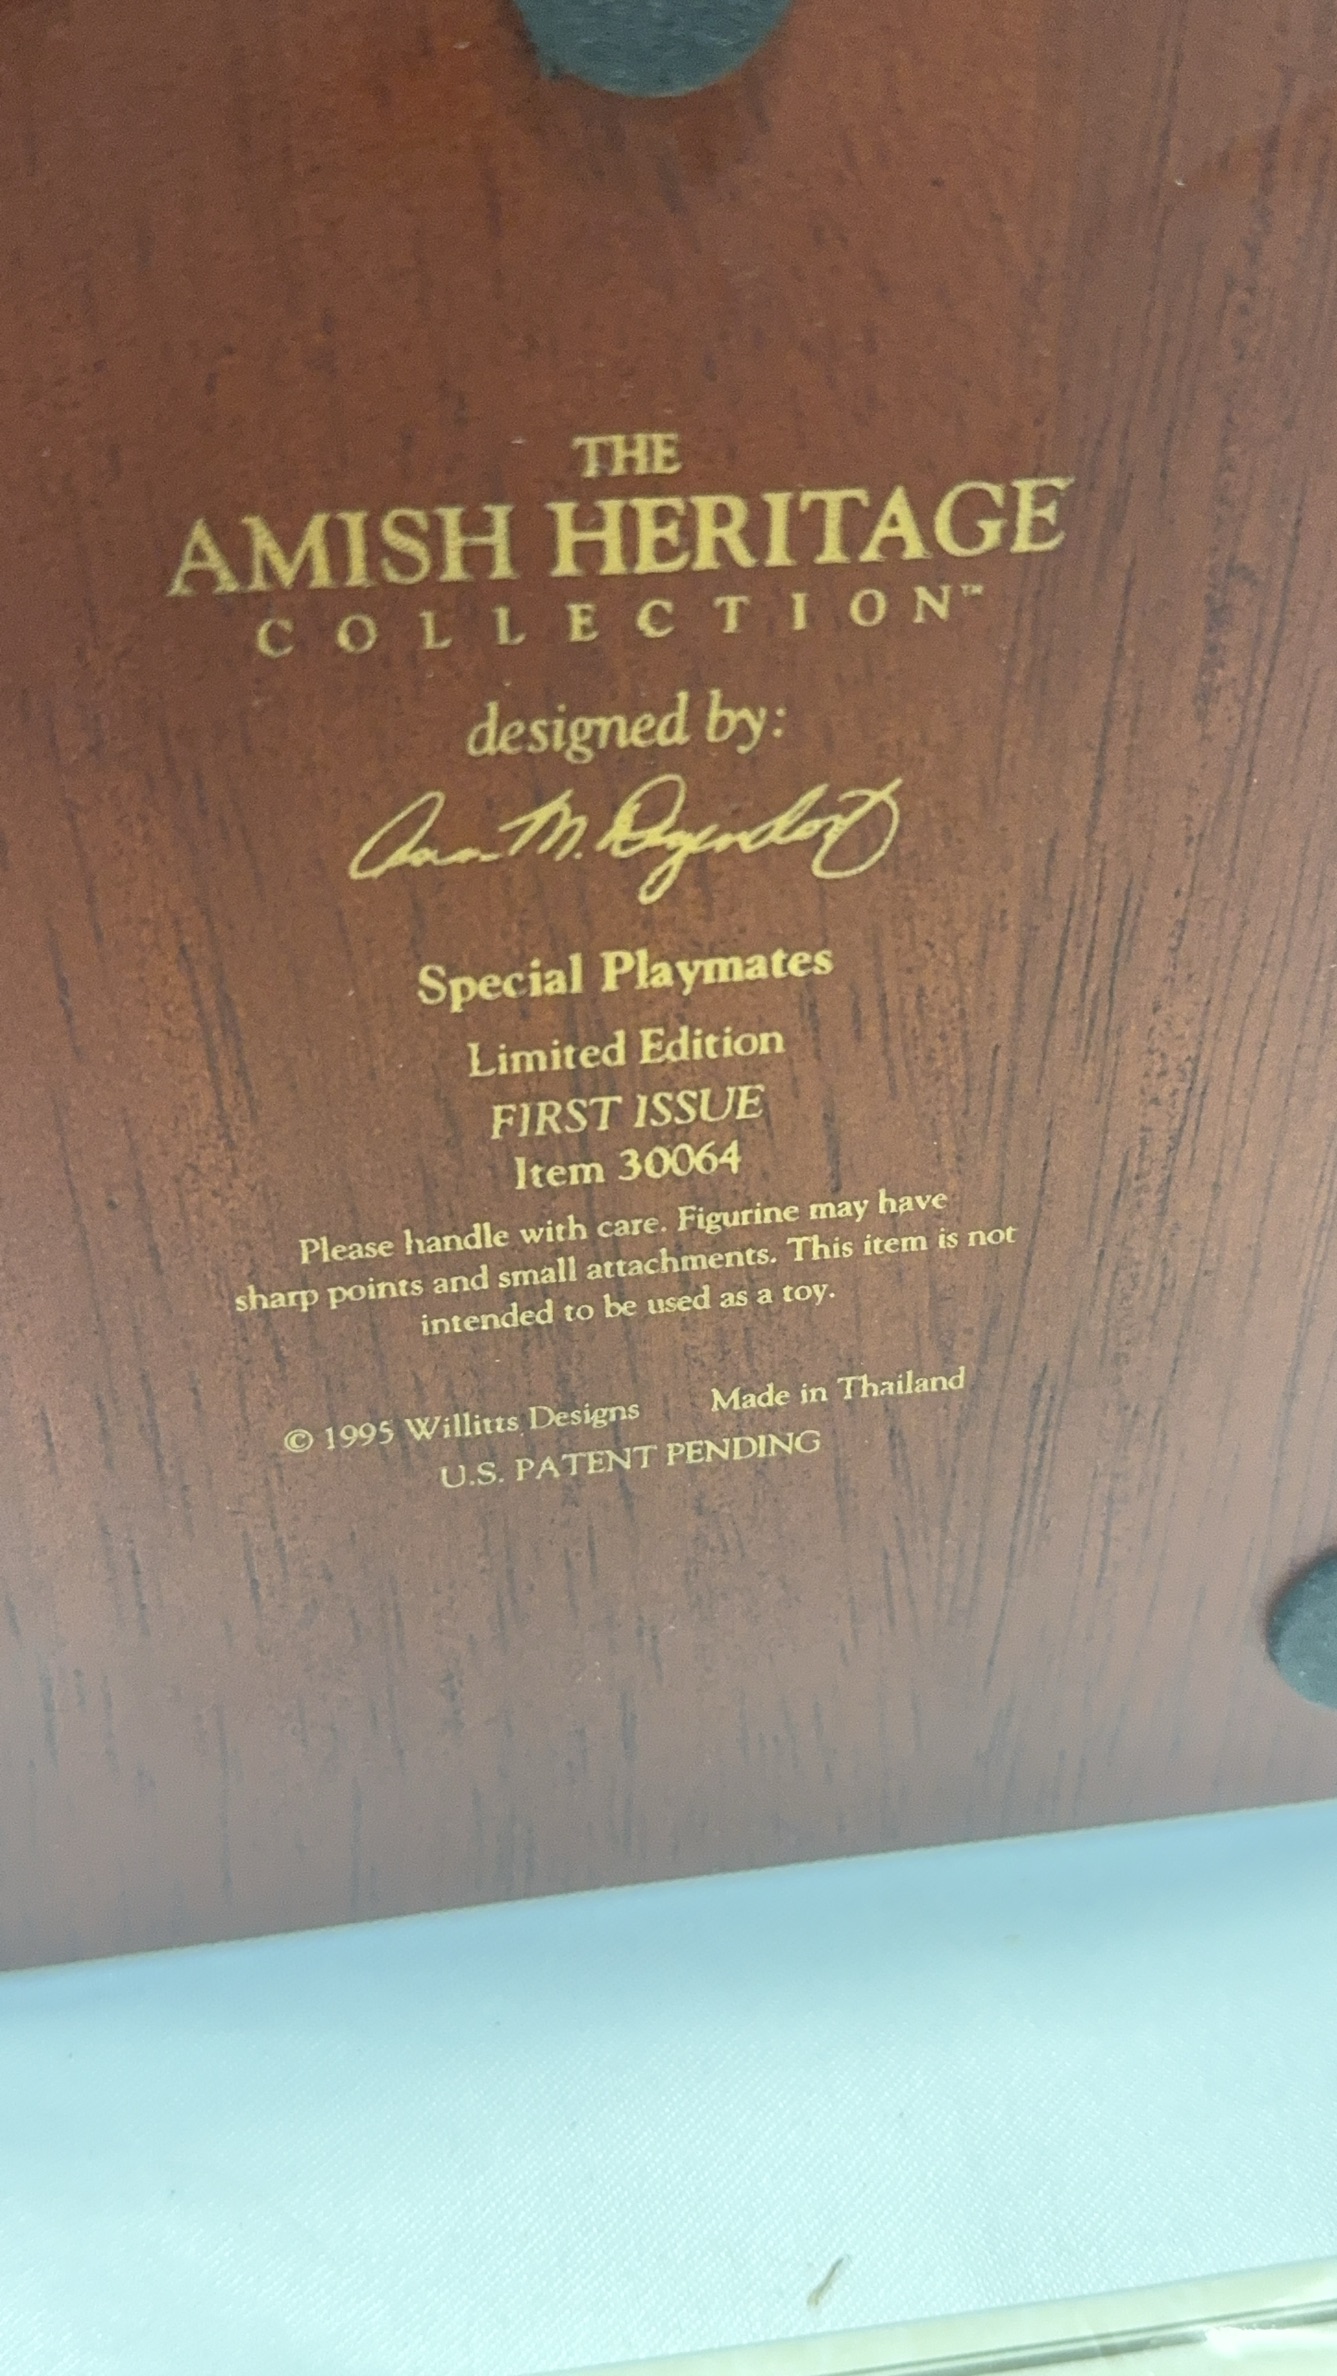 THE
AMISH HERITAGE
COLLECTION™
designed by:
Ann M. Dezendorf
Special Playmates
Limited Edition
FIRST ISSUE
Item 30064
Please handle with care. Figurine may have
sharp points and small attachments. This item is not
intended to be used as a toy.
© 1995 Willitts Designs Made in Thailand
U.S. PATENT PENDING